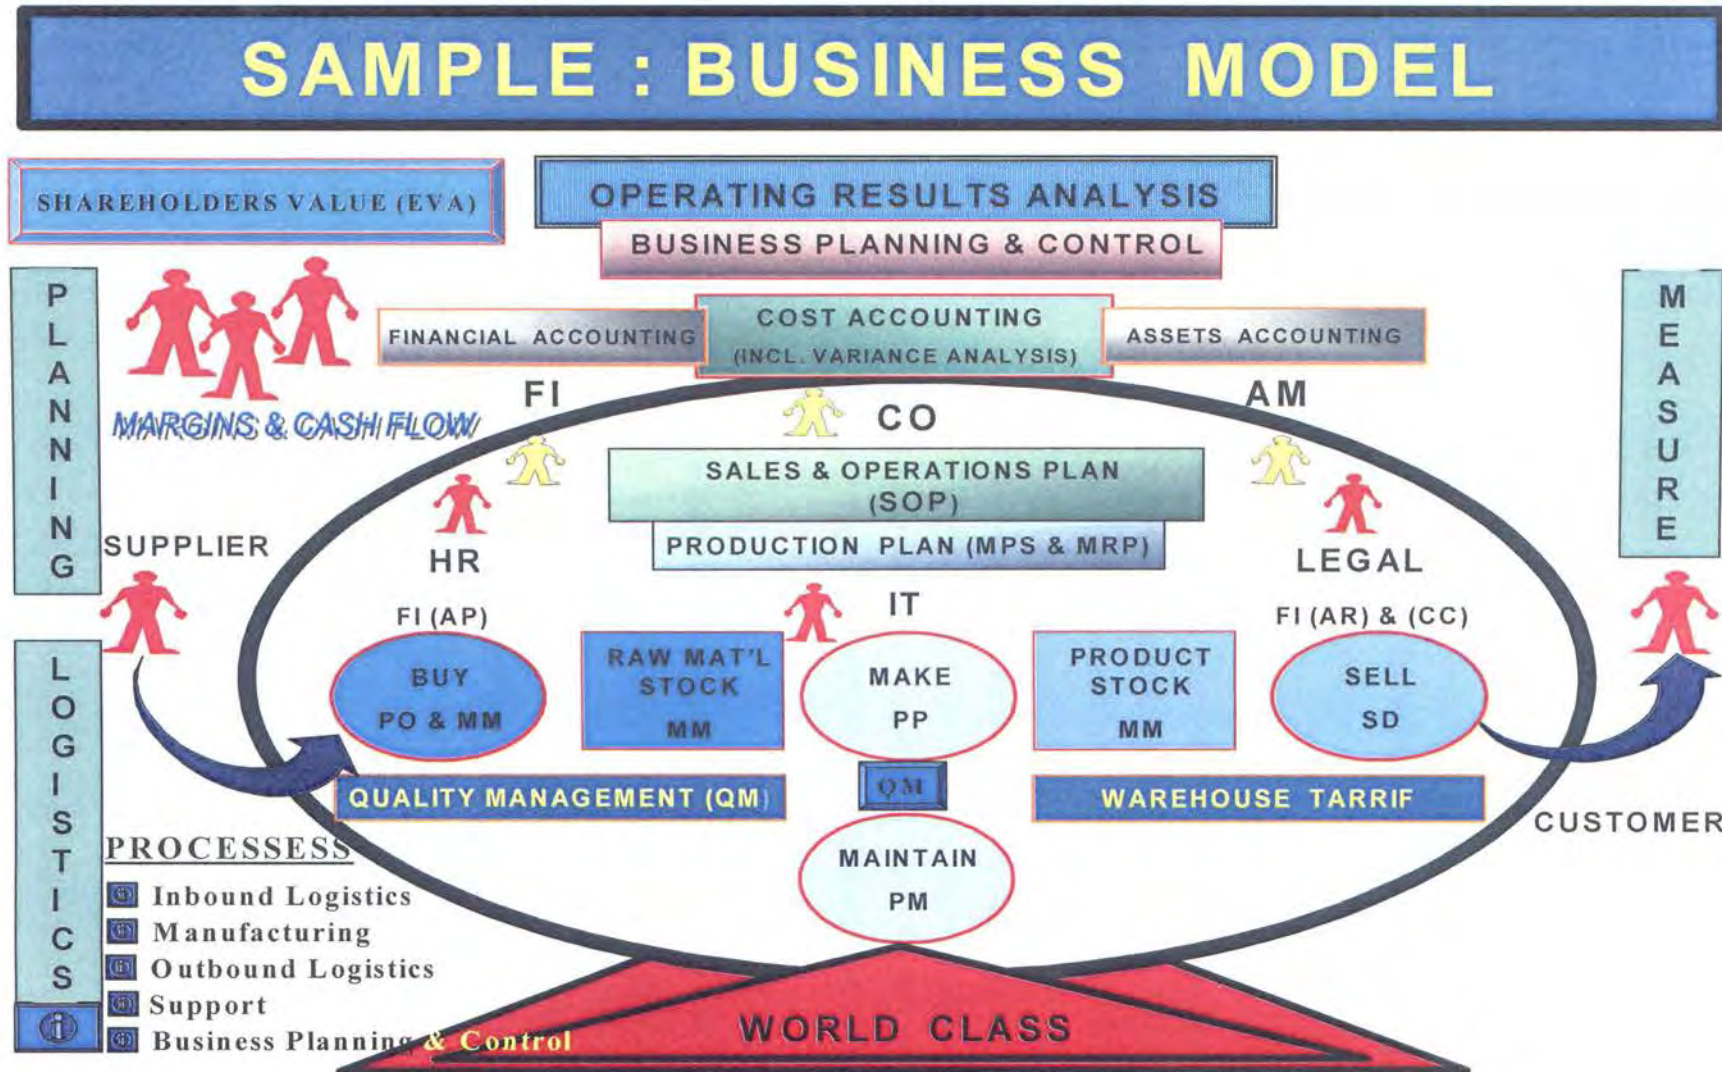 SAMPLE : BUSINESS MODEL
SHAREHOLDERS VALUE (EVA)
OPERATING RESULTS ANALYSIS
BUSINESS PLANNING & CONTROL
PLANNING
MEASURE
FINANCIAL ACCOUNTING
COST ACCOUNTING
(INCL. VARIANCE ANALYSIS)
ASSETS ACCOUNTING
FI
CO
AM
MARGINS & CASH FLOW
SALES & OPERATIONS PLAN
(SOP)
PRODUCTION PLAN (MPS & MRP)
SUPPLIER
HR
LEGAL
IT
FI (AP)
FI (AR) & (CC)
BUY
PO & MM
RAW MAT'L
STOCK
MM
MAKE
PP
PRODUCT
STOCK
MM
SELL
SD
LOGISTICS
QUALITY MANAGEMENT (QM)
QM
WAREHOUSE TARRIF
CUSTOMER
MAINTAIN
PM
PROCESSESS
i Inbound Logistics
i Manufacturing
i Outbound Logistics
i Support
i Business Planning & Control
i
WORLD CLASS